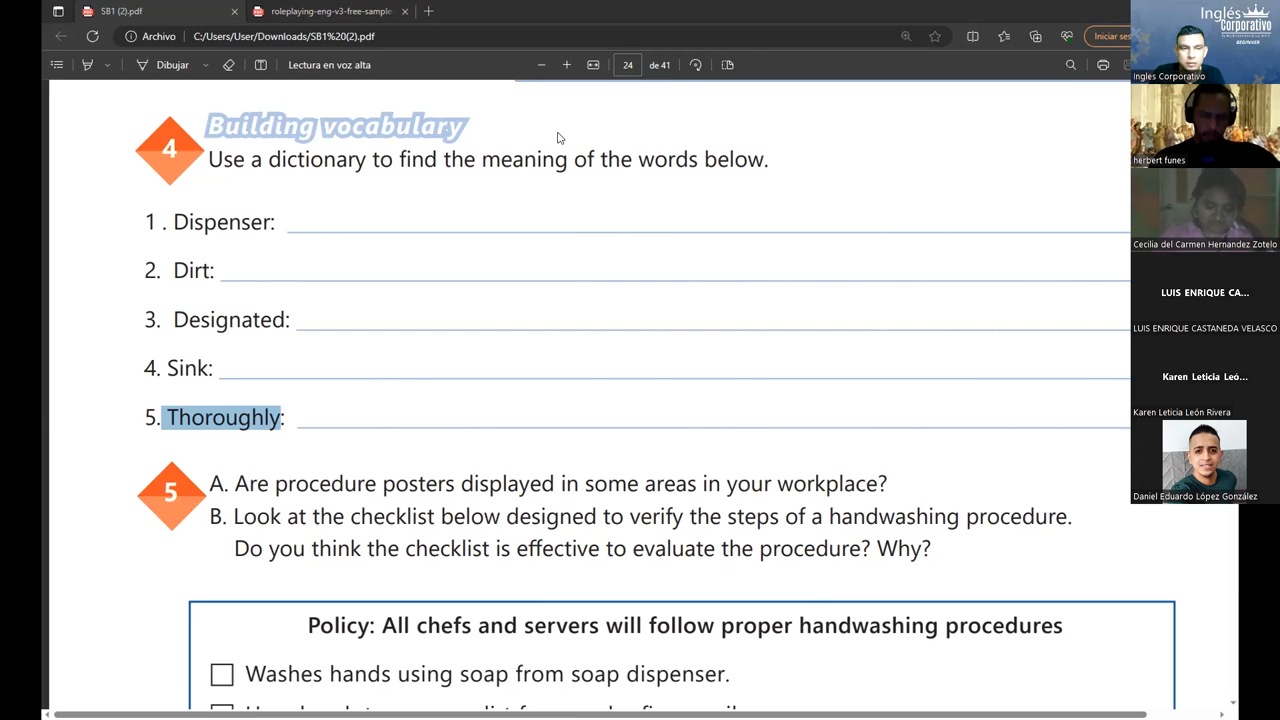 SB1 (2).pdf
roleplaying-eng-v3-free-sample
Archivo
C:/Users/User/Downloads/SB1%20(2).pdf
Iniciar ses
Dibujar
Lectura en voz alta
24
de 41
4
Building vocabulary
Use a dictionary to find the meaning of the words below.
1 . Dispenser:
2. Dirt:
3. Designated:
4. Sink:
5. Thoroughly:
5
A. Are procedure posters displayed in some areas in your workplace?
B. Look at the checklist below designed to verify the steps of a handwashing procedure.
Do you think the checklist is effective to evaluate the procedure? Why?
Policy: All chefs and servers will follow proper handwashing procedures
Washes hands using soap from soap dispenser.
Inglés
Corporativo
BEGINNER
Ingles Corporativo
herbert funes
Cecilia del Carmen Hernandez Zotelo
LUIS ENRIQUE CA...
LUIS ENRIQUE CASTANEDA VELASCO
Karen Leticia Leó...
Karen Leticia León Rivera
Daniel Eduardo López González